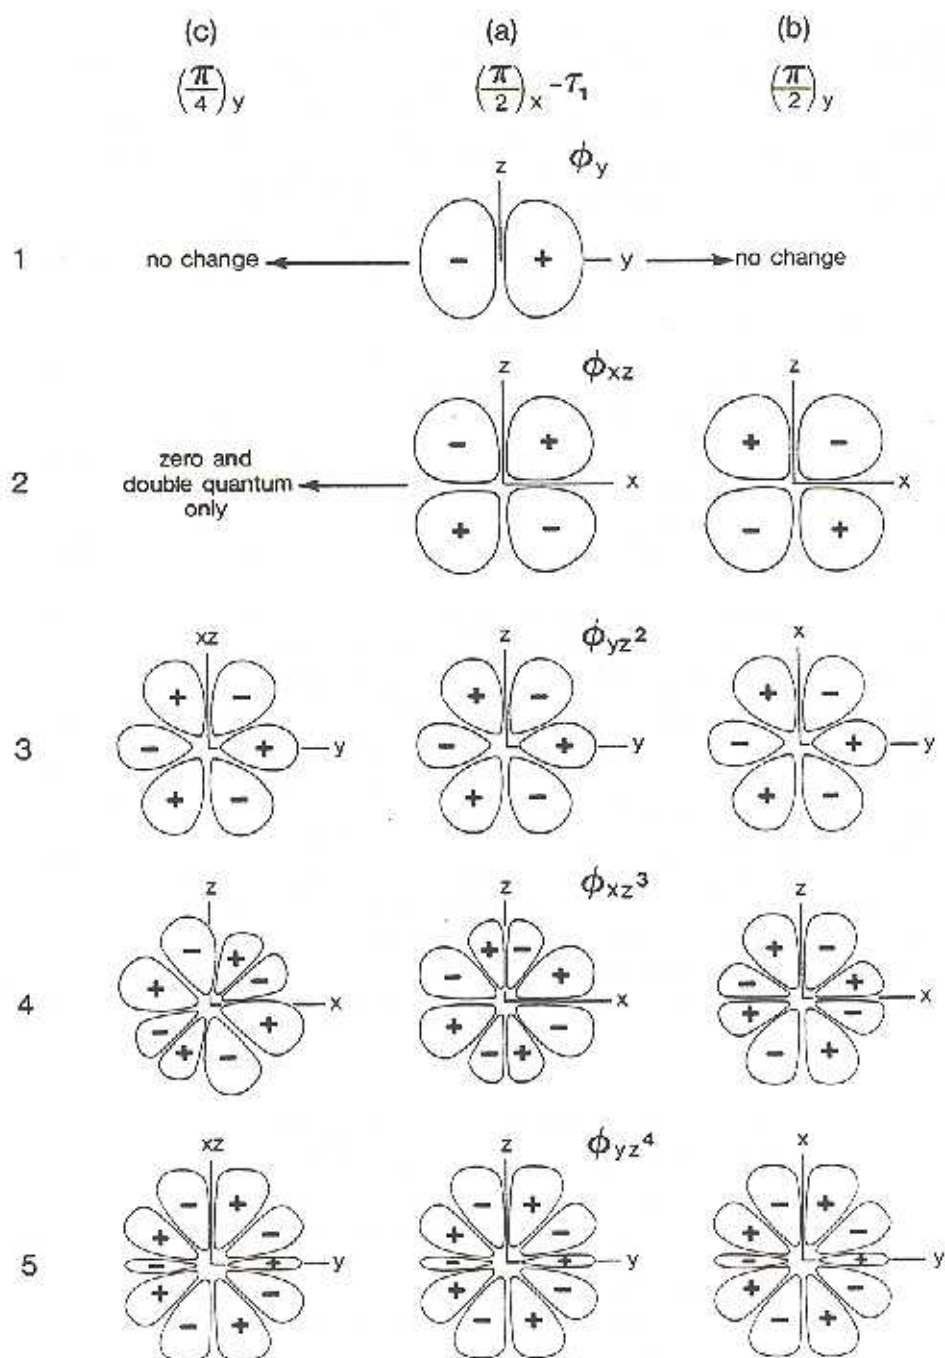 (c) (a) (b)
(π/4)y (π/2)x -τ₁ (π/2)y
ϕy
z
1 no change - + y no change
z ϕxz z
- + + -
2 zero and double quantum only x x
+ - - +
xz z ϕyz² x
+ - + - + -
3 - + y - + y - + y
+ - + - + -
z z ϕxz³ z
- + + - + -
+ - - + - +
4 x x x
- + + - + -
+ - - + - +
xz z ϕyz⁴ x
- + - + - +
+ - + - + -
5 - + y - + y - + y
+ - + - + -
- + - + - +